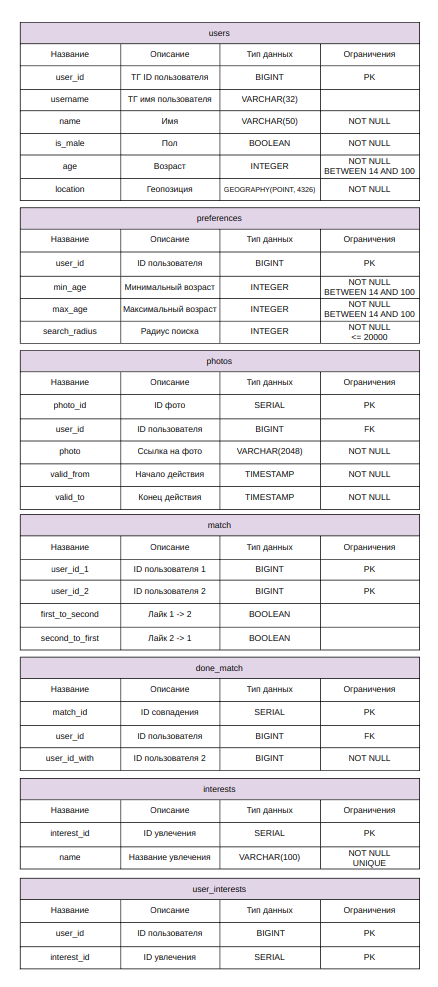 users
Название Описание Тип данных Ограничения
user_id ТГ ID пользователя BIGINT PK
username ТГ имя пользователя VARCHAR(32)
name Имя VARCHAR(50) NOT NULL
is_male Пол BOOLEAN NOT NULL
age Возраст INTEGER NOT NULL
BETWEEN 14 AND 100
location Геопозиция GEOGRAPHY(POINT, 4326) NOT NULL
preferences
Название Описание Тип данных Ограничения
user_id ID пользователя BIGINT PK
min_age Минимальный возраст INTEGER NOT NULL
BETWEEN 14 AND 100
max_age Максимальный возраст INTEGER NOT NULL
BETWEEN 14 AND 100
search_radius Радиус поиска INTEGER NOT NULL
<= 20000
photos
Название Описание Тип данных Ограничения
photo_id ID фото SERIAL PK
user_id ID пользователя BIGINT FK
photo Ссылка на фото VARCHAR(2048) NOT NULL
valid_from Начало действия TIMESTAMP NOT NULL
valid_to Конец действия TIMESTAMP NOT NULL
match
Название Описание Тип данных Ограничения
user_id_1 ID пользователя 1 BIGINT PK
user_id_2 ID пользователя 2 BIGINT PK
first_to_second Лайк 1 -> 2 BOOLEAN
second_to_first Лайк 2 -> 1 BOOLEAN
done_match
Название Описание Тип данных Ограничения
match_id ID совпадения SERIAL PK
user_id ID пользователя BIGINT FK
user_id_with ID пользователя 2 BIGINT NOT NULL
interests
Название Описание Тип данных Ограничения
interest_id ID увлечения SERIAL PK
name Название увлечения VARCHAR(100) NOT NULL
UNIQUE
user_interests
Название Описание Тип данных Ограничения
user_id ID пользователя BIGINT PK
interest_id ID увлечения SERIAL PK